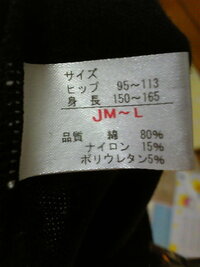 サイズ
ヒップ 95～113
身長 150～165
JM～L
品質 綿 80%
ナイロン 15%
ポリウレタン5%